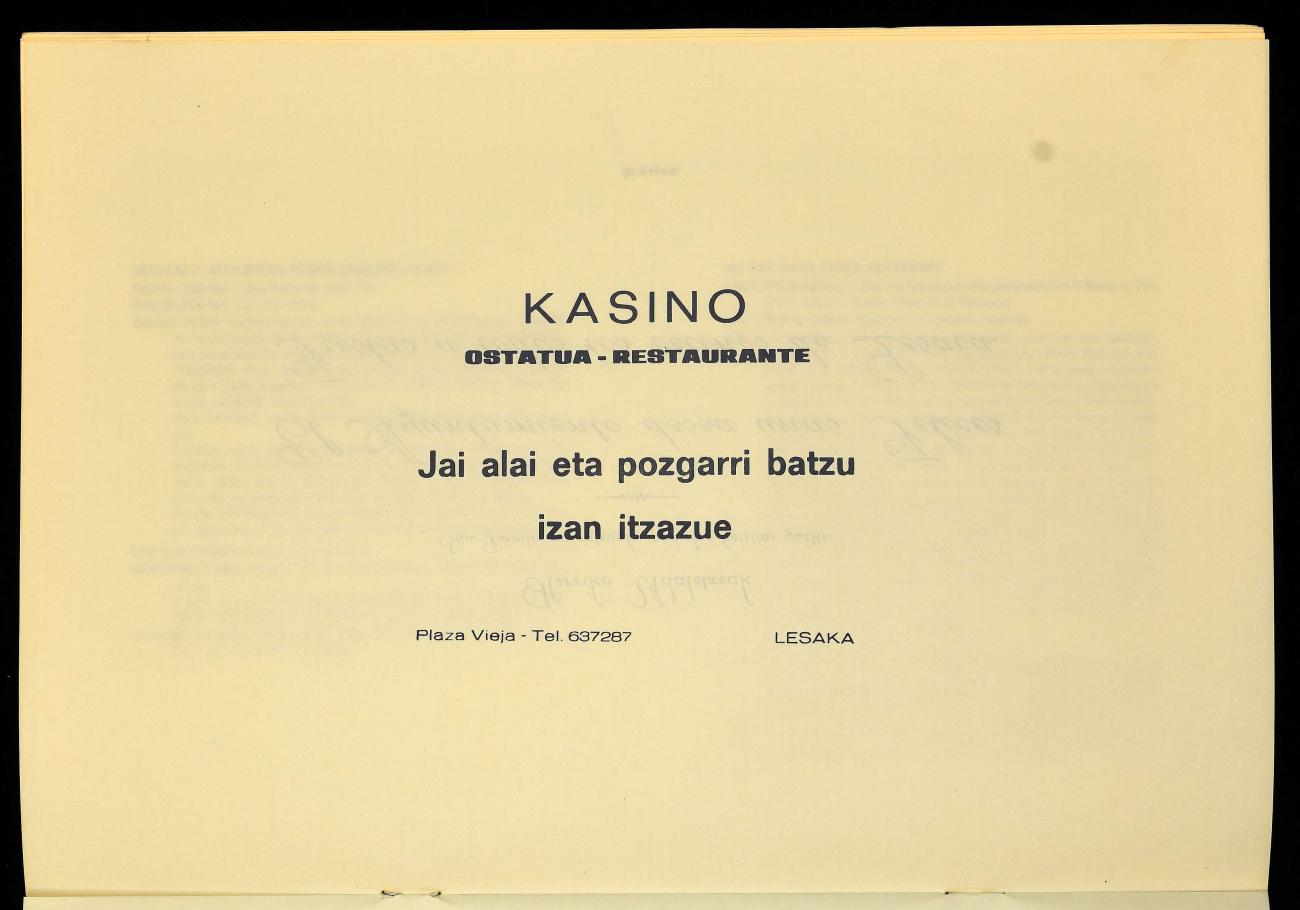 KASINO
OSTATUA - RESTAURANTE
Jai alai eta pozgarri batzu
izan itzazue
Plaza Vieja - Tel. 637287 LESAKA